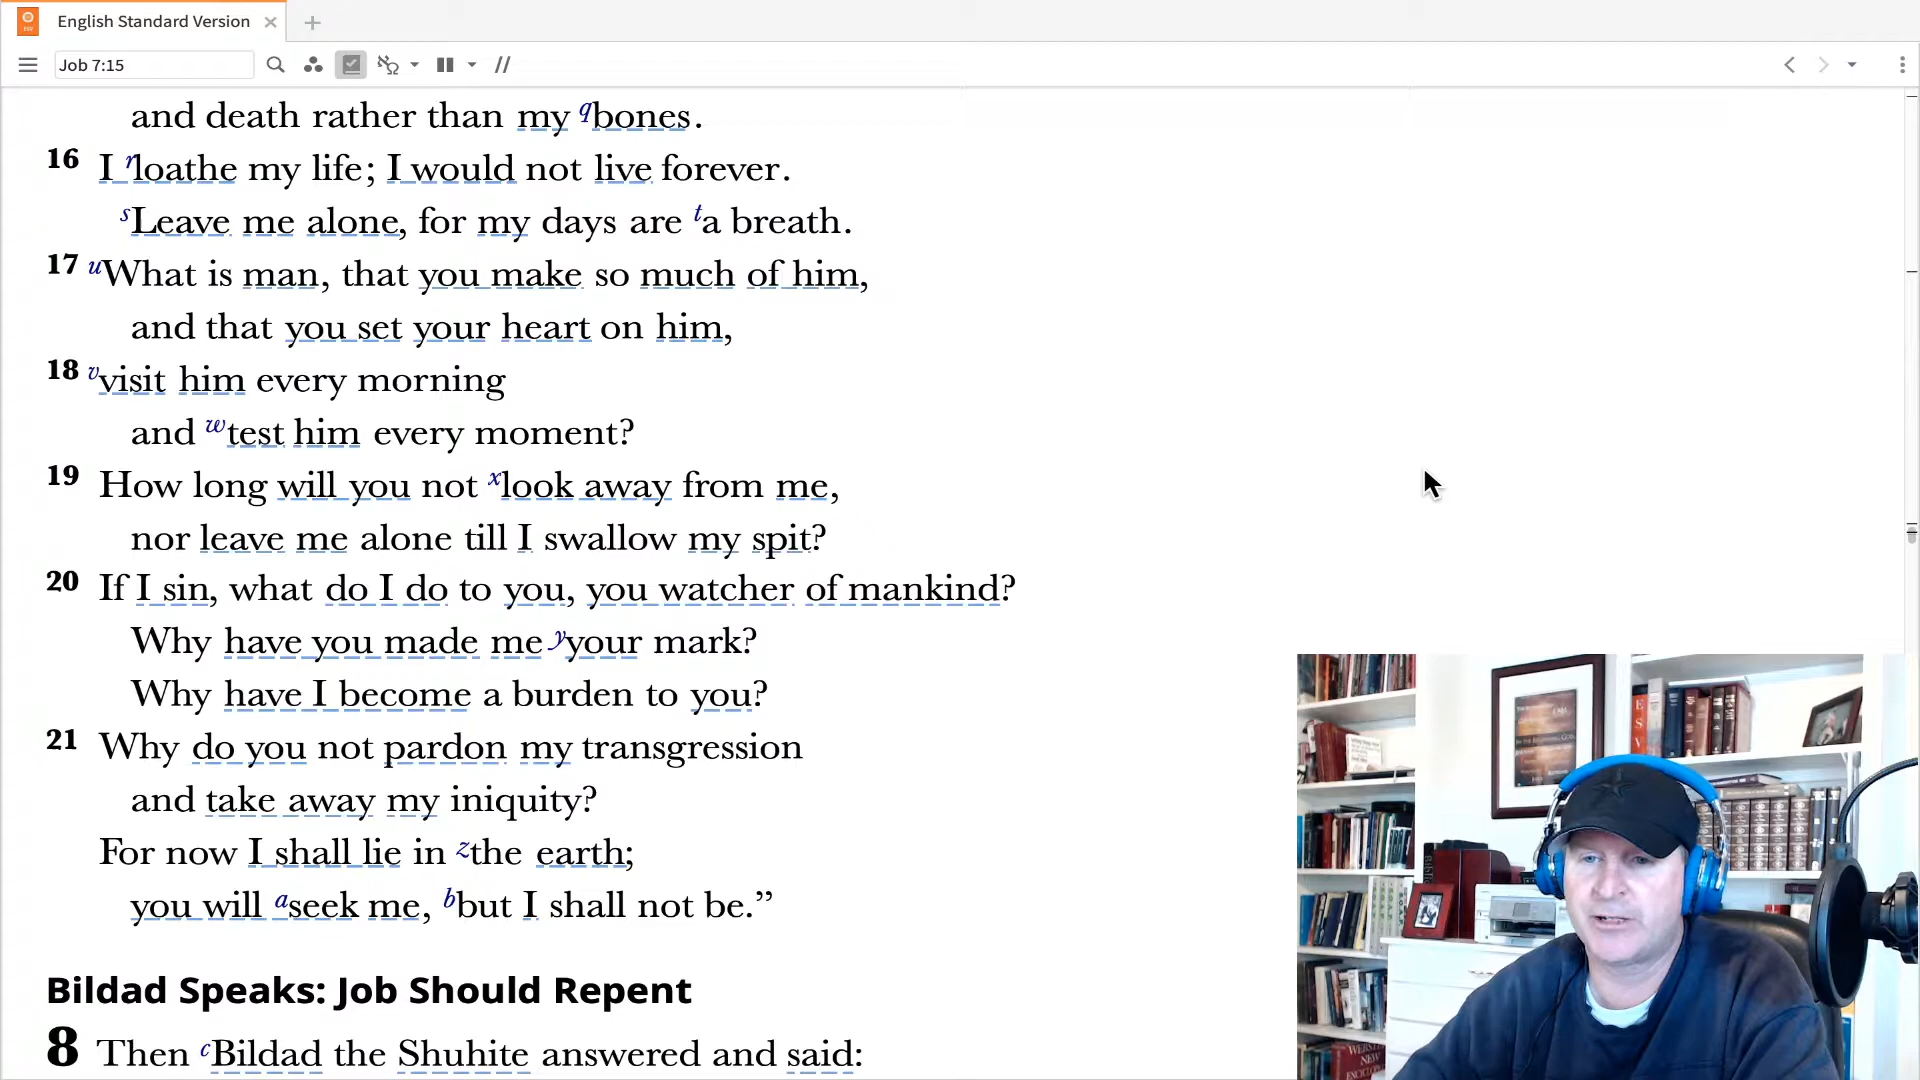 English Standard Version
Job 7:15
and death rather than my qbones.
16 I rloathe my life; I would not live forever.
sLeave me alone, for my days are ta breath.
17 uWhat is man, that you make so much of him,
and that you set your heart on him,
18 vvisit him every morning
and wtest him every moment?
19 How long will you not xlook away from me,
nor leave me alone till I swallow my spit?
20 If I sin, what do I do to you, you watcher of mankind?
Why have you made me yyour mark?
Why have I become a burden to you?
21 Why do you not pardon my transgression
and take away my iniquity?
For now I shall lie in zthe earth;
you will aseek me, bbut I shall not be.”
Bildad Speaks: Job Should Repent
8 Then cBildad the Shuhite answered and said: